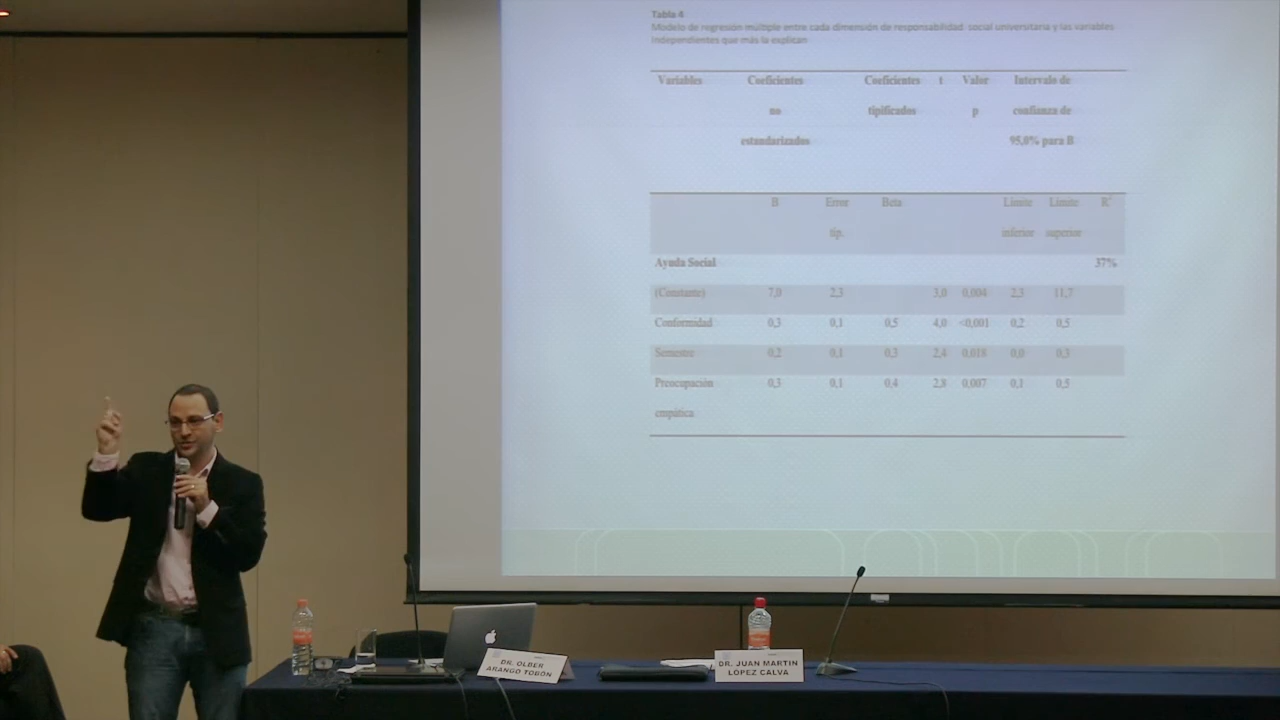 Tabla 4
Modelo de regresión múltiple entre cada dimensión de responsabilidad social universitaria y las variables
independientes que más la explican
Variables Coeficientes Coeficientes t Valor Intervalo de
no tipificados p confianza de
estandarizados 95,0% para B
B Error Beta Limite Limite R²
tip. inferior superior
Ayuda Social 37%
(Constante) 7,0 2,3 3,0 0,004 2,3 11,7
Conformidad 0,3 0,1 0,5 4,0 <0,001 0,2 0,5
Semestre 0,2 0,1 0,3 2,4 0,018 0,0 0,3
Preocupación 0,3 0,1 0,4 2,8 0,007 0,1 0,5
empática
DR. OLBER
ARANGO TOBÓN
DR. JUAN MARTIN
LOPEZ CALVA